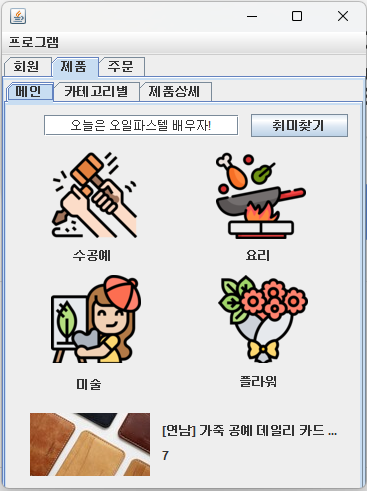 프로그램
회원 제품 주문
메인 카테고리별 제품상세
오늘은 오일파스텔 배우자! 취미찾기
수공예 요리
미술 플라워
[연남] 가죽 공예 데일리 카드 ...
7